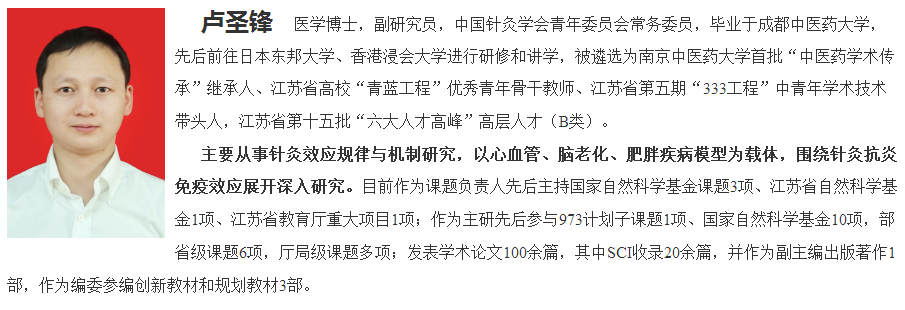 卢圣锋 医学博士，副研究员，中国针灸学会青年委员会常务委员，毕业于成都中医药大学，
先后前往日本东邦大学、香港浸会大学进行研修和讲学，被遴选为南京中医药大学首批“中医药学术传
承”继承人、江苏省高校“青蓝工程”优秀青年骨干教师、江苏省第五期“333工程”中青年学术技术
带头人，江苏省第十五批“六大人才高峰”高层人才（B类）。
主要从事针灸效应规律与机制研究，以心血管、脑老化、肥胖疾病模型为载体，围绕针灸抗炎
免疫效应展开深入研究。目前作为课题负责人先后主持国家自然科学基金课题3项、江苏省自然科学基
金1项、江苏省教育厅重大项目1项；作为主研先后参与973计划子课题1项、国家自然科学基金10项，部
省级课题6项，厅局级课题多项；发表学术论文100余篇，其中SCI收录20余篇，并作为副主编出版著作1
部，作为编委参编创新教材和规划教材3部。